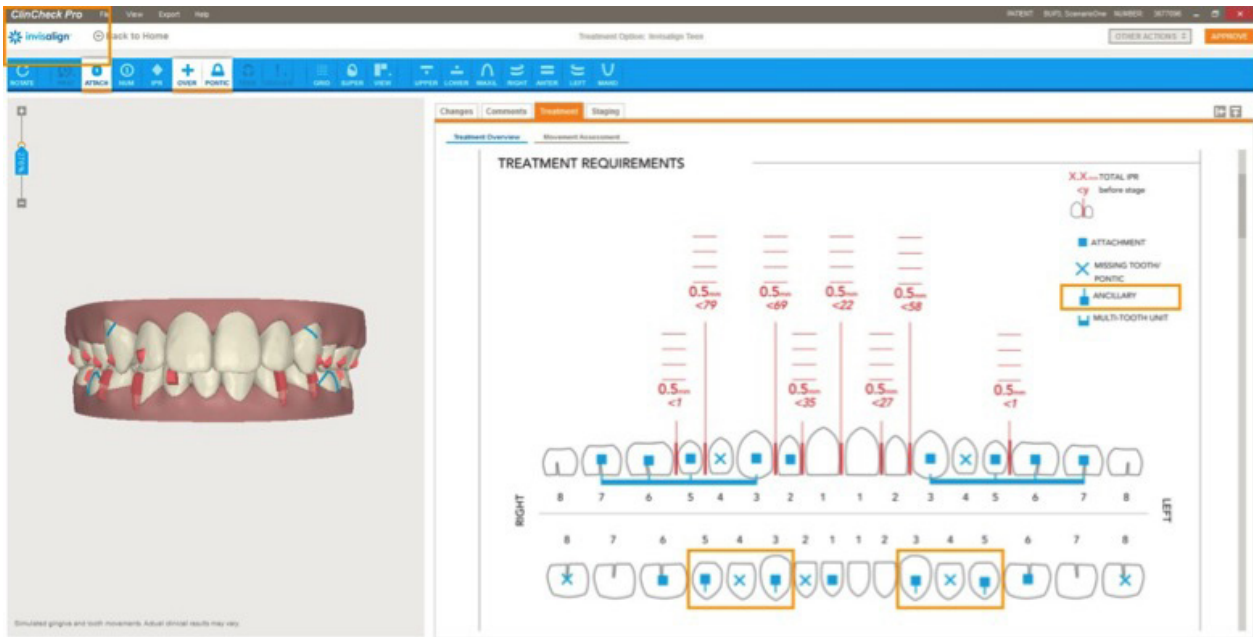 ClinCheck Pro File View Export Help PATIENT BUPS, ScenarioOne NUMBER 3677096
invisalign Back to Home Treatment Option: Invisalign Teen OTHER ACTIONS APPROVE
ROTATE ATTACH NUM IPR OVER PONTIC GRID SUPER VIEW UPPER LOWER MAXIL RIGHT ANTER LEFT MAND
Changes Comments Treatment Staging
Treatment Overview Movement Assessment
TREATMENT REQUIREMENTS
X.Xmm TOTAL IPR
<y before stage
ATTACHMENT
MISSING TOOTH/
PONTIC
ANCILLARY
MULTI-TOOTH UNIT
0.5mm 0.5mm 0.5mm 0.5mm
<79 <69 <22 <58
0.5mm 0.5mm 0.5mm 0.5mm
<1 <35 <27 <1
8 7 6 5 4 3 2 1 1 2 3 4 5 6 7 8
RIGHT LEFT
8 7 6 5 4 3 2 1 1 2 3 4 5 6 7 8
Simulated gingiva and tooth movements. Actual clinical results may vary.